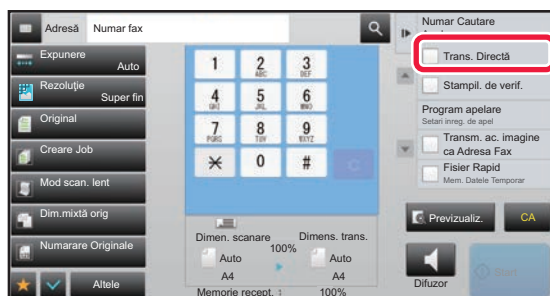 Adresă
Numar fax
Expunere
Auto
Rezoluţie
Super fin
Original
Creare Job
Mod scan. lent
Dim.mixtă orig
Numarare Originale
Altele
1
2
ABC
3
DEF
4
GHI
5
JKL
6
MNO
7
PQRS
8
TUV
9
WXYZ
0
#
C
Dimen. scanare
100%
Dimens. trans.
Auto
A4
Auto
A4
Memorie recept. :
100%
Numar Cautare
Trans. Directă
Stampil. de verif.
Program apelare
Setari inreg. de apel
Transm. ac. imagine
ca Adresa Fax
Fisier Rapid
Mem. Datele Temporar
Previzualiz.
CA
Difuzor
Start